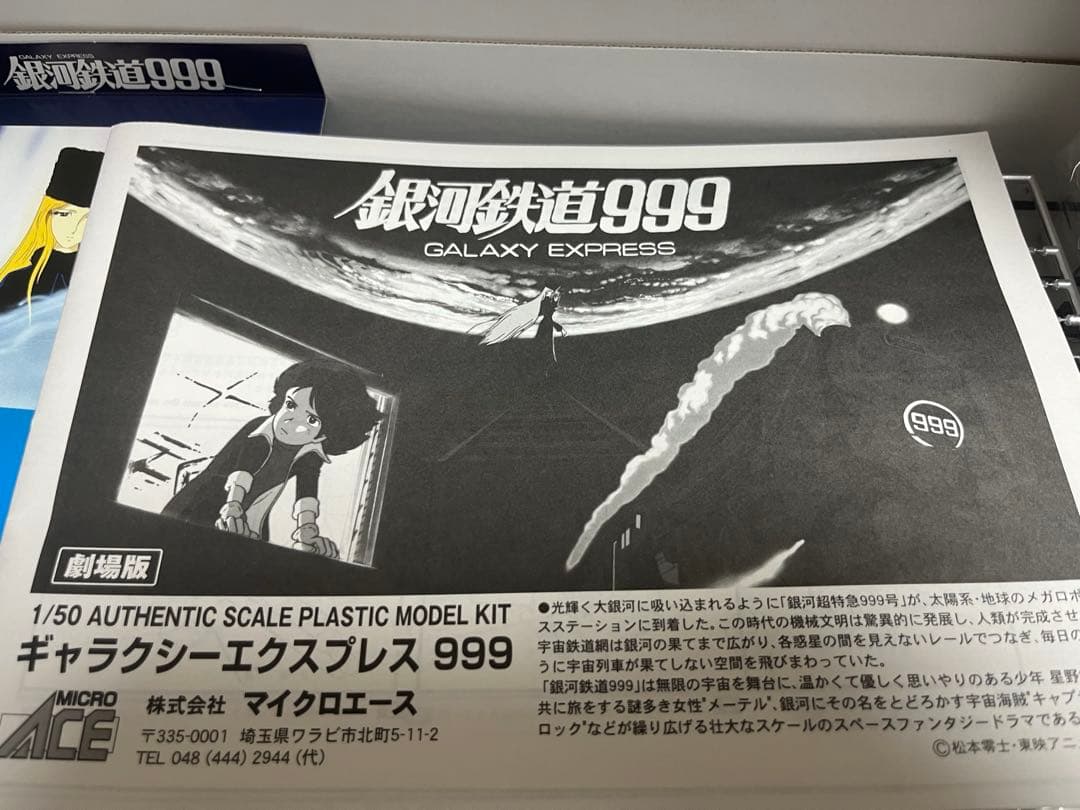 GALAXY EXPRESS
銀河鉄道999
銀河鉄道999
GALAXY EXPRESS
999
劇場版
1/50 AUTHENTIC SCALE PLASTIC MODEL KIT
ギャラクシーエクスプレス 999
MICRO ACE
株式会社 マイクロエース
〒335-0001 埼玉県ワラビ市北町5-11-2
TEL 048 (444) 2944 (代)
●光輝く大銀河に吸い込まれるように「銀河超特急999号」が、太陽系・地球のメガロポ
スステーションに到着した。この時代の機械文明は驚異的に発展し、人類が完成させ
宇宙鉄道網は銀河の果てまで広がり、各惑星の間を見えないレールでつなぎ、毎日の
うに宇宙列車が果てしない空間を飛びまわっていた。
「銀河鉄道999」は無限の宇宙を舞台に、温かくて優しく思いやりのある少年 星野
共に旅をする謎多き女性"メーテル"、銀河にその名をとどろかす宇宙海賊"キャプ
ロック"などが繰り広げる壮大なスケールのスペースファンタジードラマである
©松本零士・東映アニ